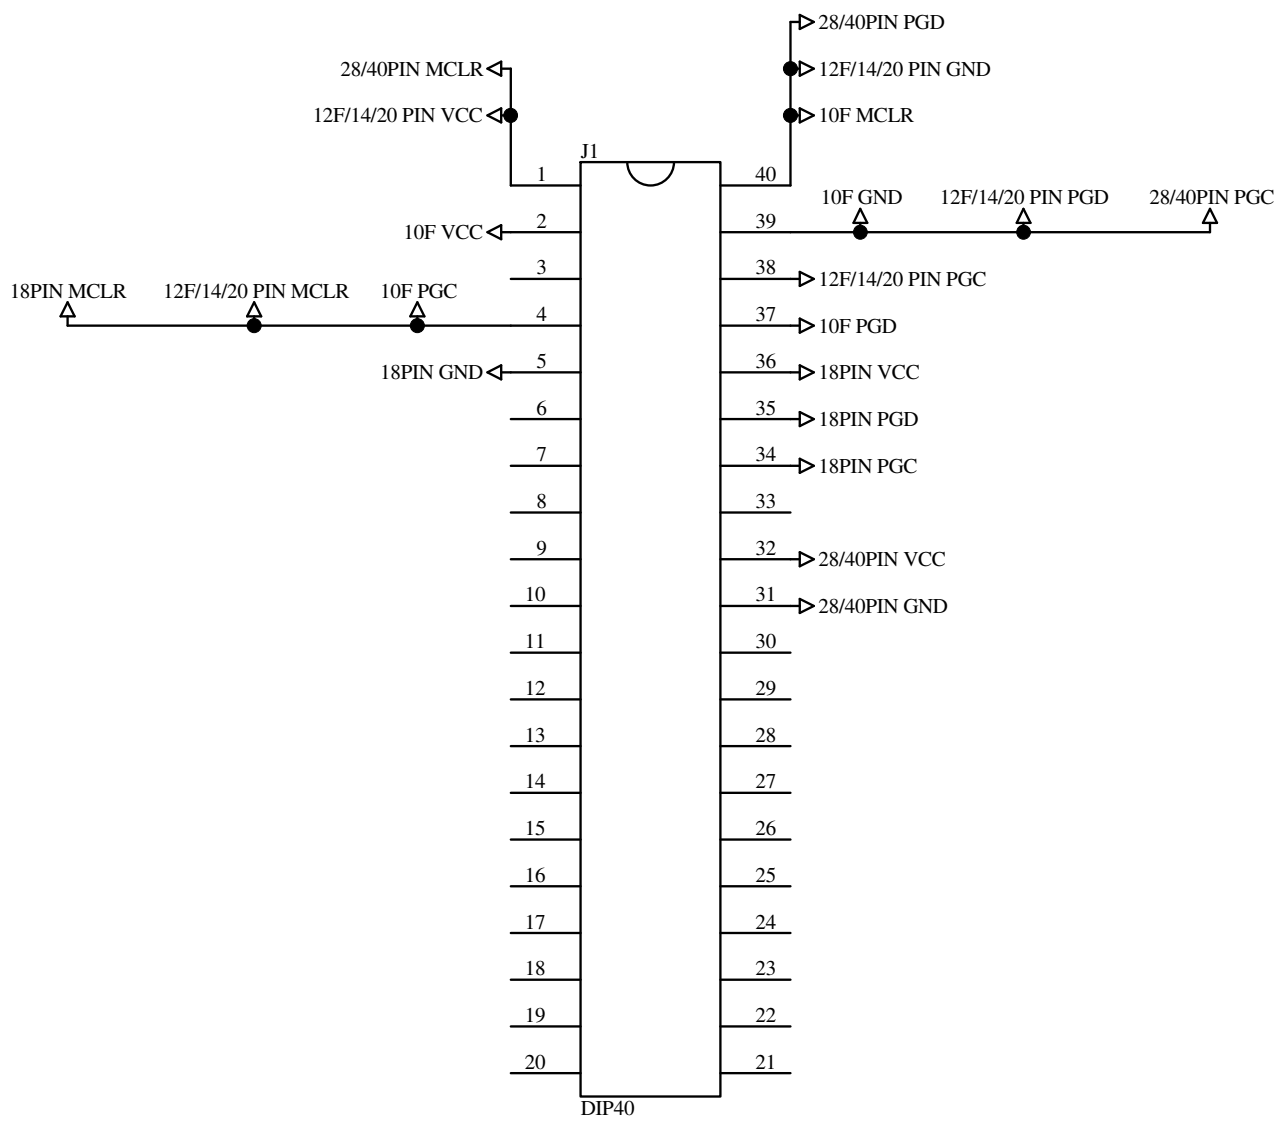 28/40PIN PGD
28/40PIN MCLR
12F/14/20 PIN GND
12F/14/20 PIN VCC
10F MCLR
J1
1
40
10F GND
12F/14/20 PIN PGD
28/40PIN PGC
10F VCC
2
39
3
38
12F/14/20 PIN PGC
18PIN MCLR
12F/14/20 PIN MCLR
10F PGC
4
37
10F PGD
18PIN GND
5
36
18PIN VCC
6
35
18PIN PGD
7
34
18PIN PGC
8
33
9
32
28/40PIN VCC
10
31
28/40PIN GND
11
30
12
29
13
28
14
27
15
26
16
25
17
24
18
23
19
22
20
21
DIP40